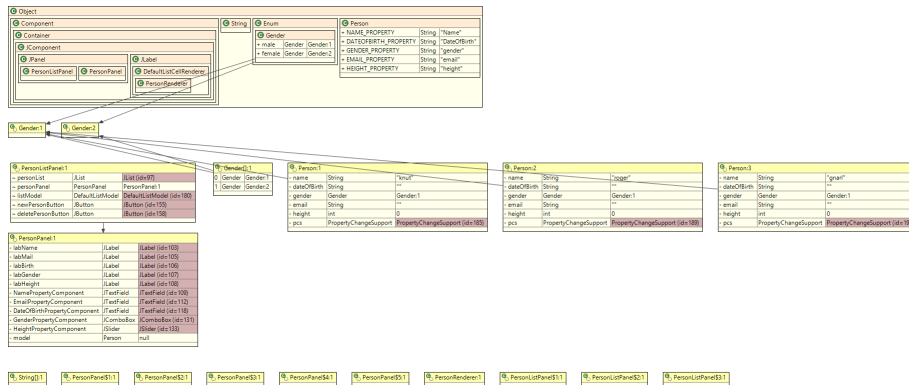 Object
Component
Container
JComponent
JPanel
PersonListPanel
PersonPanel
JLabel
DefaultListCellRenderer
PersonRenderer
String
Enum
Gender
+ male Gender Gender:1
+ female Gender Gender:2
Person
+ NAME_PROPERTY String "Name"
+ DATEOFBIRTH_PROPERTY String "DateOfBirth"
+ GENDER_PROPERTY String "gender"
+ EMAIL_PROPERTY String "email"
+ HEIGHT_PROPERTY String "height"
Gender:1
Gender:2
PersonListPanel:1
~ personList JList JList (id=97)
~ personPanel PersonPanel PersonPanel:1
~ listModel DefaultListModel DefaultListModel (id=180)
~ newPersonButton JButton JButton (id=155)
~ deletePersonButton JButton JButton (id=158)
Gender[]:1
0 Gender Gender:1
1 Gender Gender:2
Person:1
- name String "knut"
- dateOfBirth String ""
- gender Gender Gender:1
- email String ""
- height int 0
- pcs PropertyChangeSupport PropertyChangeSupport (id=185)
Person:2
- name String "roger"
- dateOfBirth String ""
- gender Gender Gender:1
- email String ""
- height int 0
- pcs PropertyChangeSupport PropertyChangeSupport (id=189)
Person:3
- name String "gnarl"
- dateOfBirth String ""
- gender Gender Gender:1
- email String ""
- height int 0
- pcs PropertyChangeSupport PropertyChangeSupport
PersonPanel:1
- labName JLabel JLabel (id=103)
- labMail JLabel JLabel (id=105)
- labBirth JLabel JLabel (id=106)
- labGender JLabel JLabel (id=107)
- labHeight JLabel JLabel (id=108)
- NamePropertyComponent JTextField JTextField (id=109)
- EmailPropertyComponent JTextField JTextField (id=112)
- DateOfBirthPropertyComponent JTextField JTextField (id=118)
- GenderPropertyComponent JComboBox JComboBox (id=131)
- HeightPropertyComponent JSlider JSlider (id=133)
- model Person null
String[]:1
PersonPanel$1:1
PersonPanel$2:1
PersonPanel$3:1
PersonPanel$4:1
PersonPanel$5:1
PersonRenderer:1
PersonListPanel$1:1
PersonListPanel$2:1
PersonListPanel$3:1